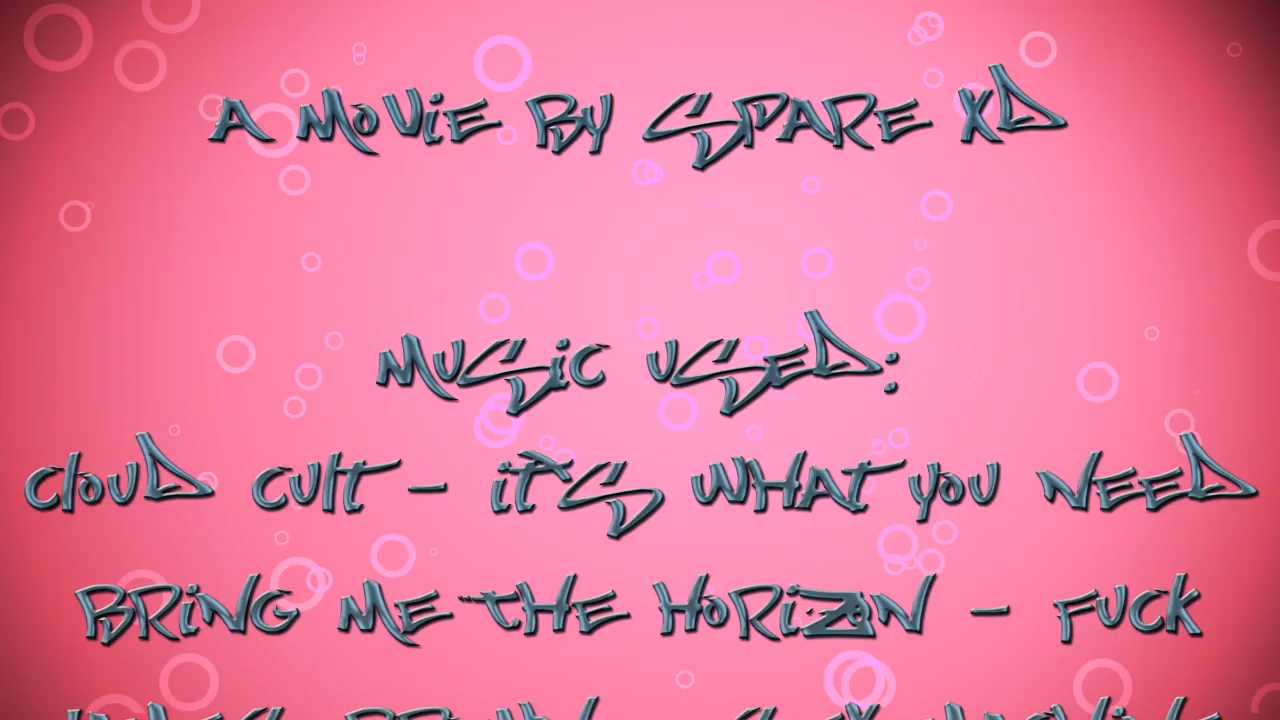 A Movie By Spare XD
Music used:
Cloud Cult - it's what you need
Bring Me The Horizon - Fuck